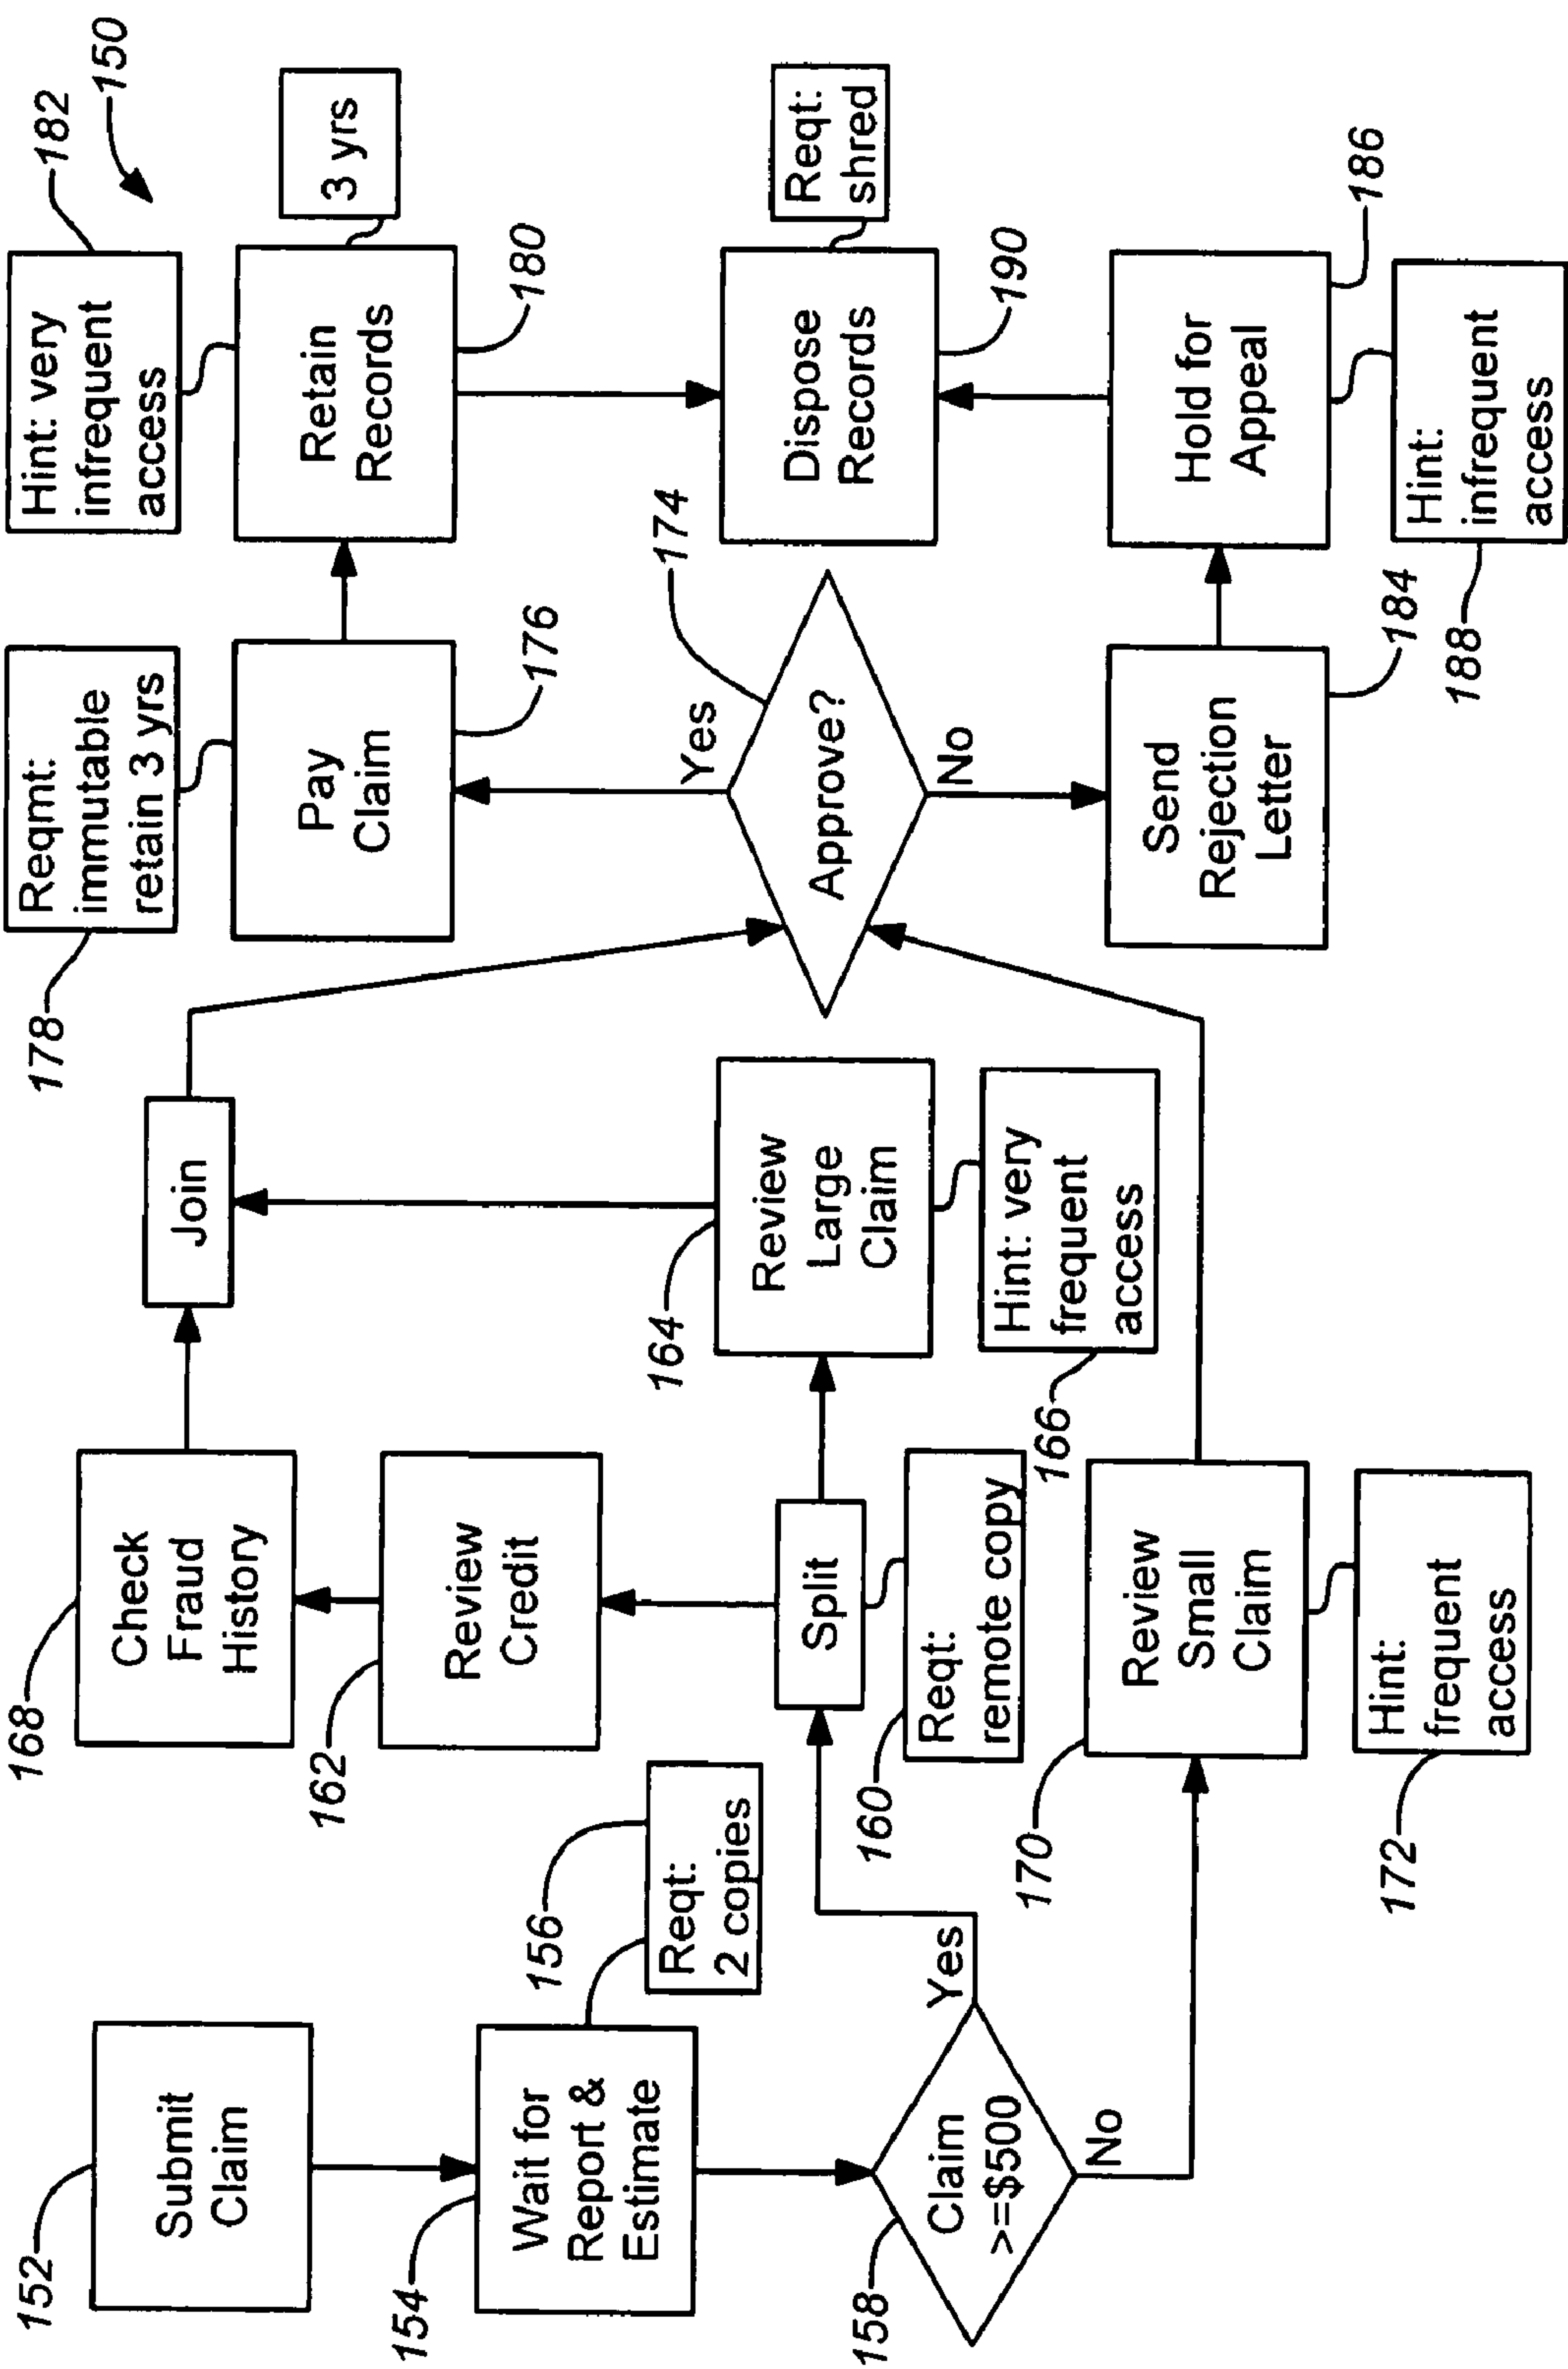 152
Submit
Claim
154
Wait for
Report &
Estimate
156
Reqt:
2 copies
158
Claim
>=$500
Yes
No
168
Check
Fraud
History
162
Review
Credit
Split
160
Reqt:
remote copy
170
Review
Small
Claim
172
Hint:
frequent
access
Join
164
Review
Large
Claim
166
Hint: very
frequent
access
178
Reqmt:
immutable
retain 3 yrs
Pay
Claim
176
Yes
174
Approve?
No
Send
Rejection
Letter
184
182
150
Hint: very
infrequent
access
Retain
Records
180
3 yrs
Dispose
Records
190
Reqt:
shred
Hold for
Appeal
186
188
Hint:
infrequent
access